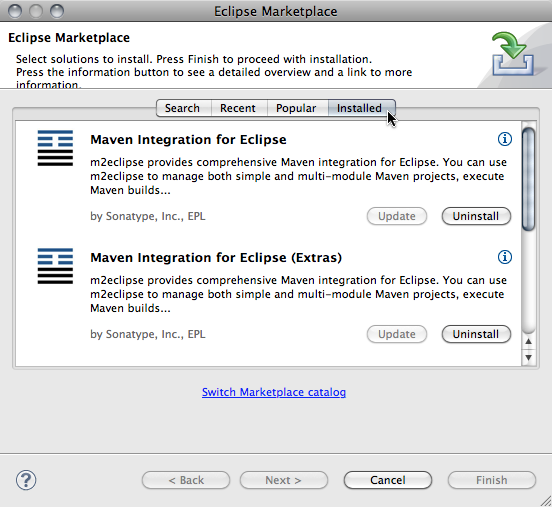 Eclipse Marketplace
Eclipse Marketplace
Select solutions to install. Press Finish to proceed with installation.
Press the information button to see a detailed overview and a link to more
information.
Search Recent Popular Installed
Maven Integration for Eclipse
m2eclipse provides comprehensive Maven integration for Eclipse. You can use
m2eclipse to manage both simple and multi-module Maven projects, execute
Maven builds...
by Sonatype, Inc., EPL Update Uninstall
Maven Integration for Eclipse (Extras)
m2eclipse provides comprehensive Maven integration for Eclipse. You can use
m2eclipse to manage both simple and multi-module Maven projects, execute
Maven builds...
by Sonatype, Inc., EPL Update Uninstall
Switch Marketplace catalog
? < Back Next > Cancel Finish